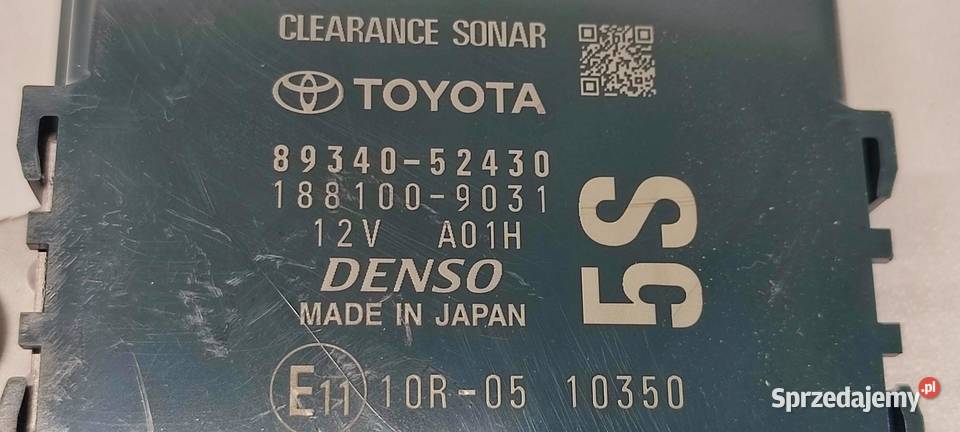 CLEARANCE SONAR
TOYOTA
89340-52430
188100-9031
12V A01H
DENSO
MADE IN JAPAN
5S
E11 10R-05 10350
Sprzedajemy.pl